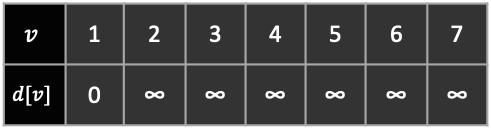 v 1 2 3 4 5 6 7
d[v] 0 ∞ ∞ ∞ ∞ ∞ ∞